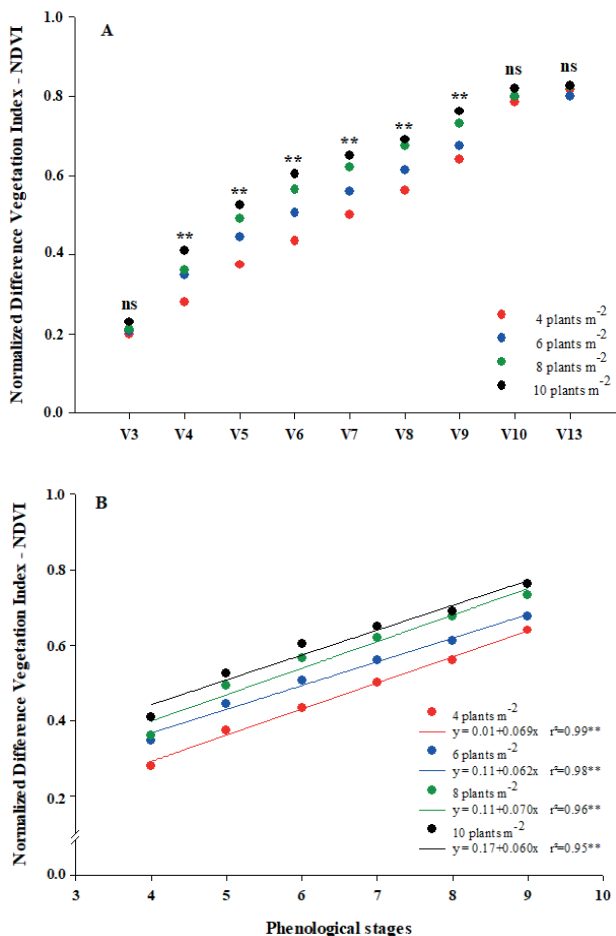 A
Normalized Difference Vegetation Index - NDVI
1.0
0.8
0.6
0.4
0.2
0.0
ns
**
**
**
**
**
**
ns
ns
4 plants m⁻²
6 plants m⁻²
8 plants m⁻²
10 plants m⁻²
V3 V4 V5 V6 V7 V8 V9 V10 V13
B
Normalized Difference Vegetation Index - NDVI
1.0
0.8
0.6
0.4
0.2
0.0
4 plants m⁻²
y = 0.01+0.069x r²=0.99**
6 plants m⁻²
y = 0.11+0.062x r²=0.98**
8 plants m⁻²
y = 0.11+0.070x r²=0.96**
10 plants m⁻²
y = 0.17+0.060x r²=0.95**
3 4 5 6 7 8 9 10
Phenological stages